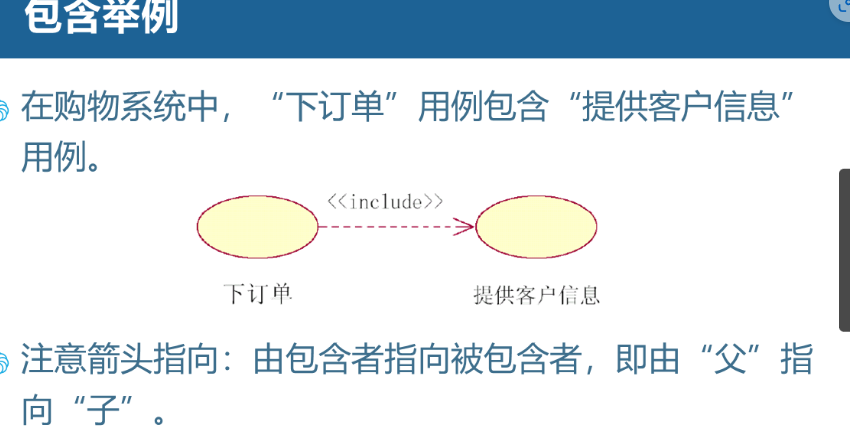 包含举例
在购物系统中，“下订单”用例包含“提供客户信息”
用例。
<<include>>
下订单
提供客户信息
注意箭头指向：由包含者指向被包含者，即由“父”指
向“子”。